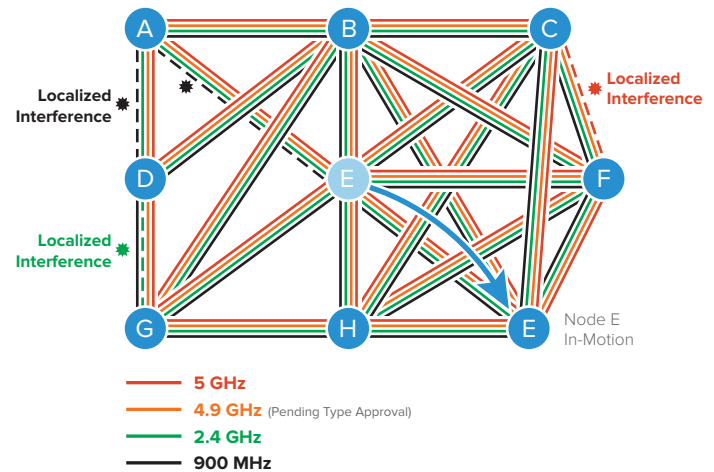 A
B
C
Localized
Interference
Localized
Interference
D
E
F
Localized
Interference
G
H
E
Node E
In-Motion
5 GHz
4.9 GHz (Pending Type Approval)
2.4 GHz
900 MHz